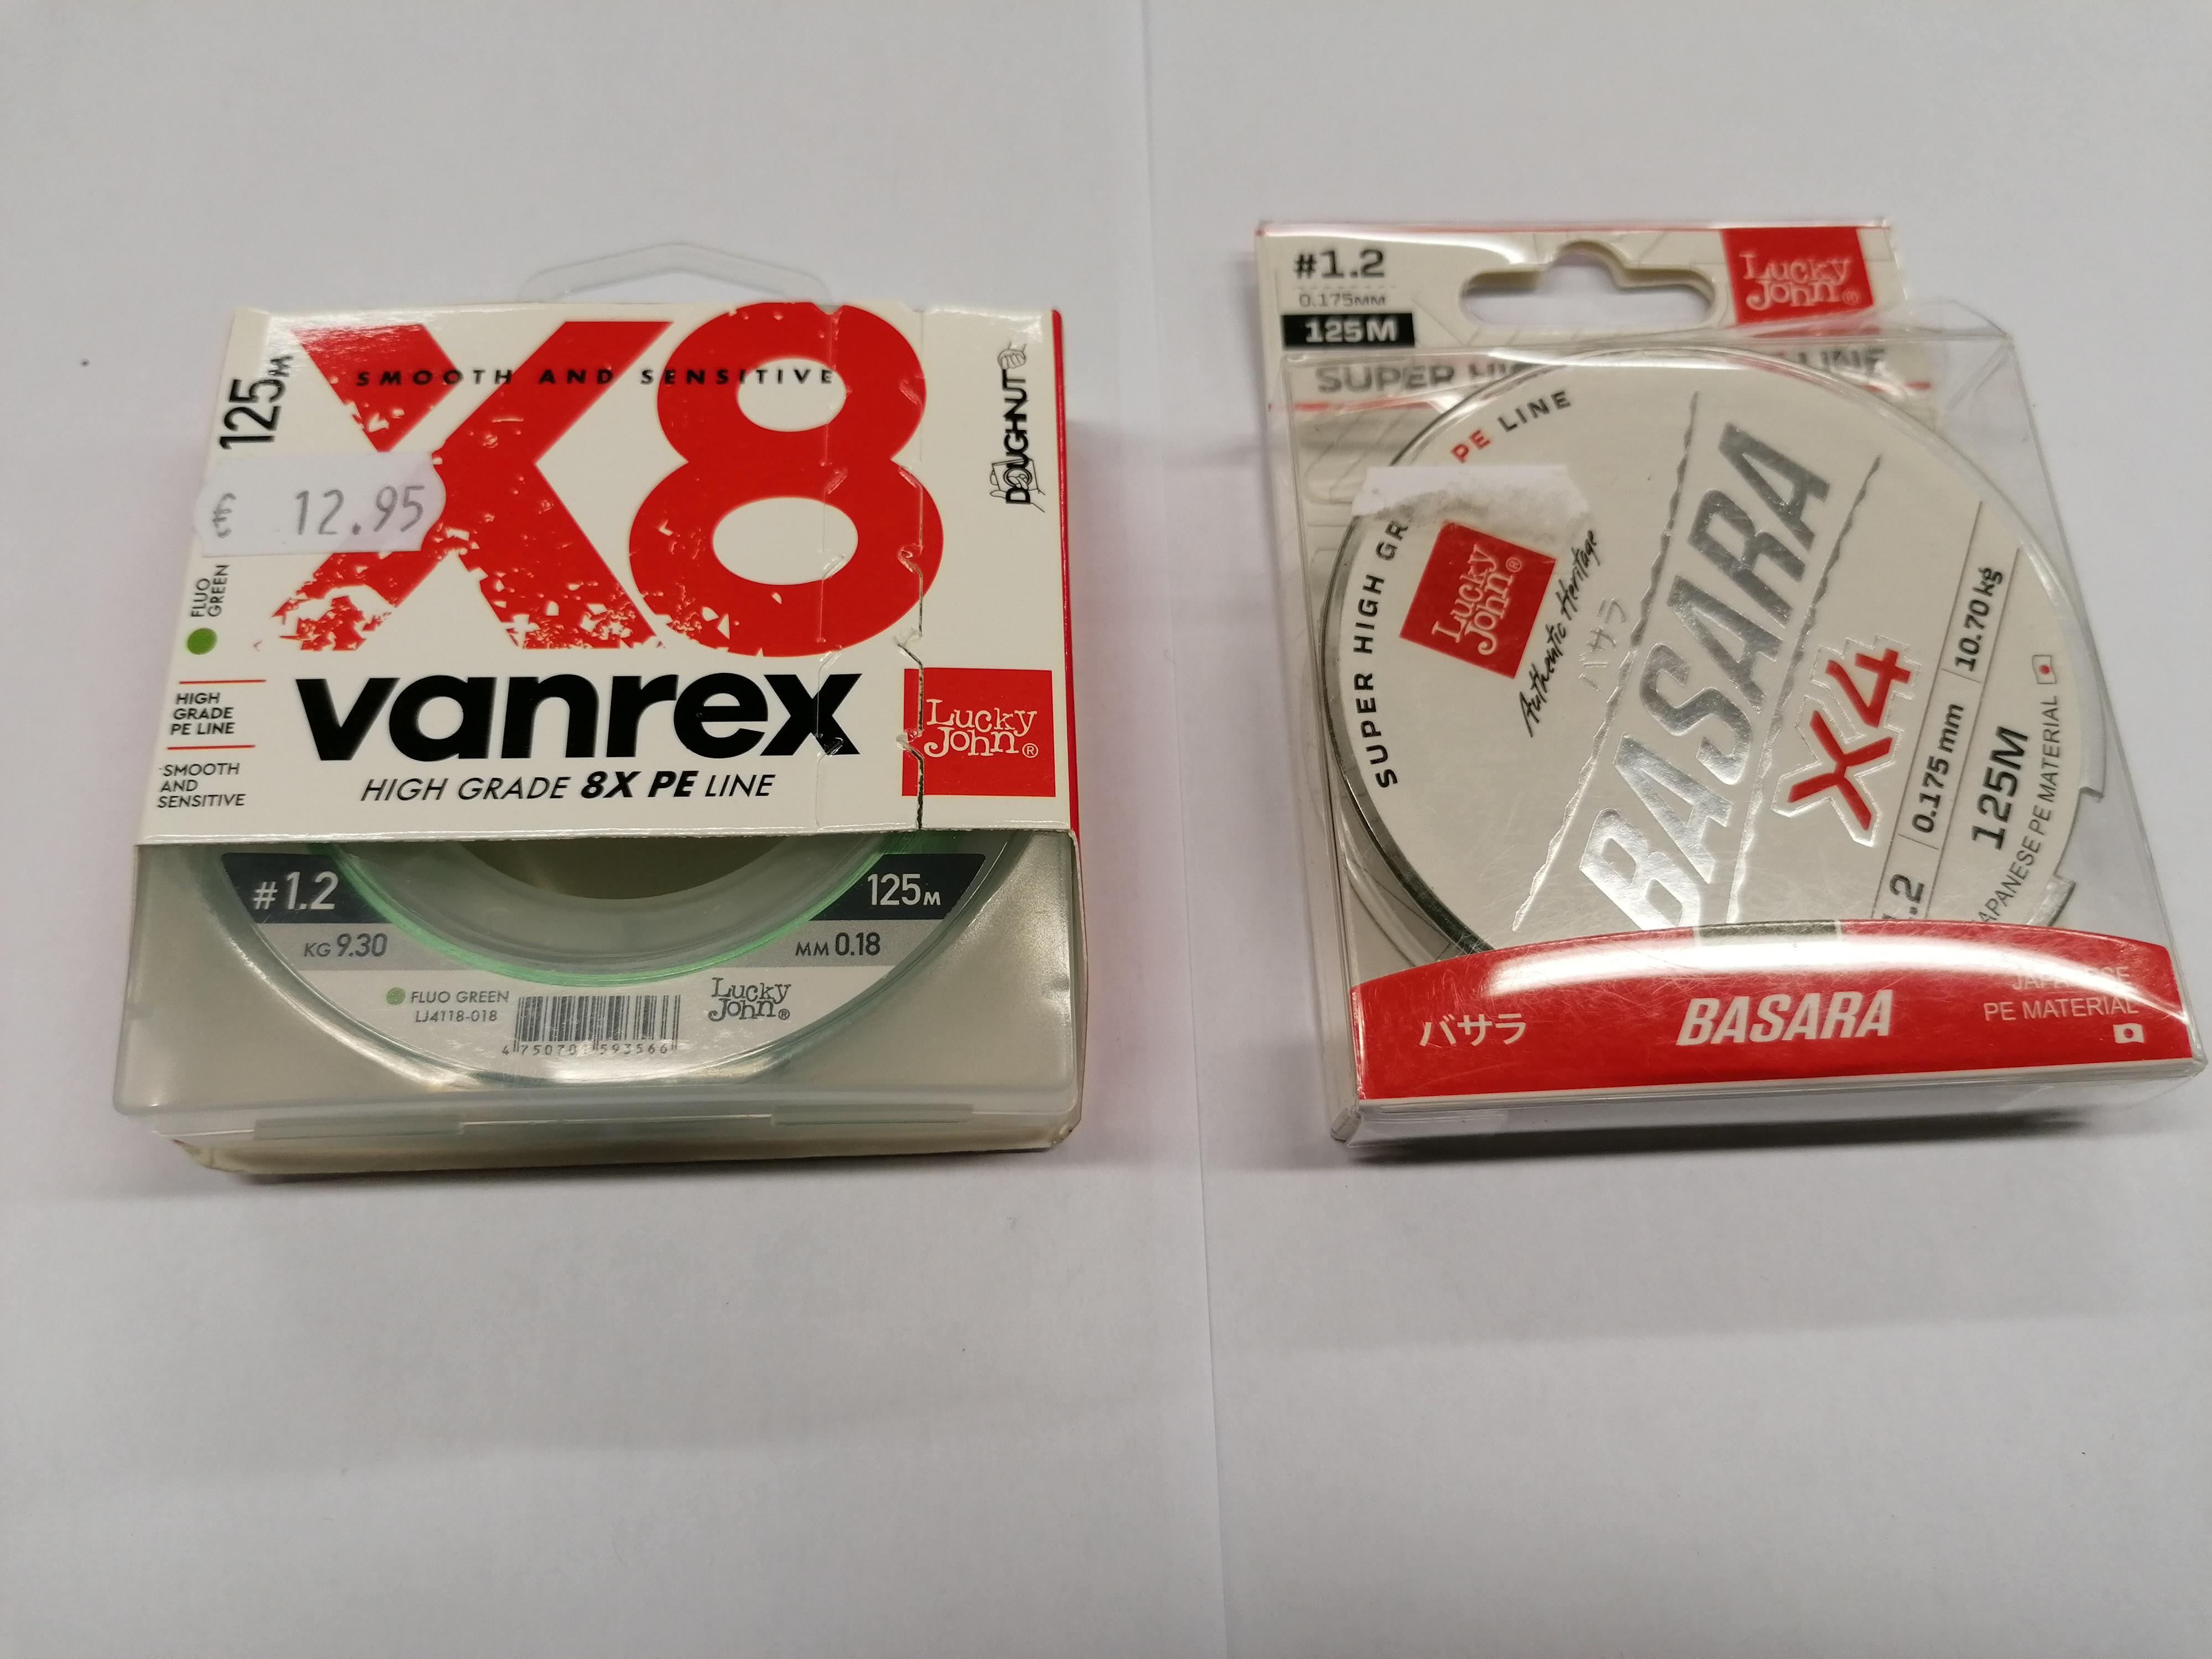 125M
SMOOTH AND SENSITIVE
X8
DOUGHNUT
€ 12.95
FLUO
GREEN
HIGH
GRADE
PE LINE
SMOOTH
AND
SENSITIVE
vanrex
HIGH GRADE 8X PE LINE
Lucky
John®
#1.2
125M
KG 9.30
MM 0.18
FLUO GREEN
LJ4118-018
Lucky
John®
#1.2
0.175MM
125M
Lucky
John®
SUPER LINE
SUPER HIGH PE LINE
Lucky
John®
Authentic Heritage
バサラ
BASARA
X4
0.175 mm
10.70 kg
125M
JAPANESE PE MATERIAL
バサラ
BASARA
JAPANESE
PE MATERIAL